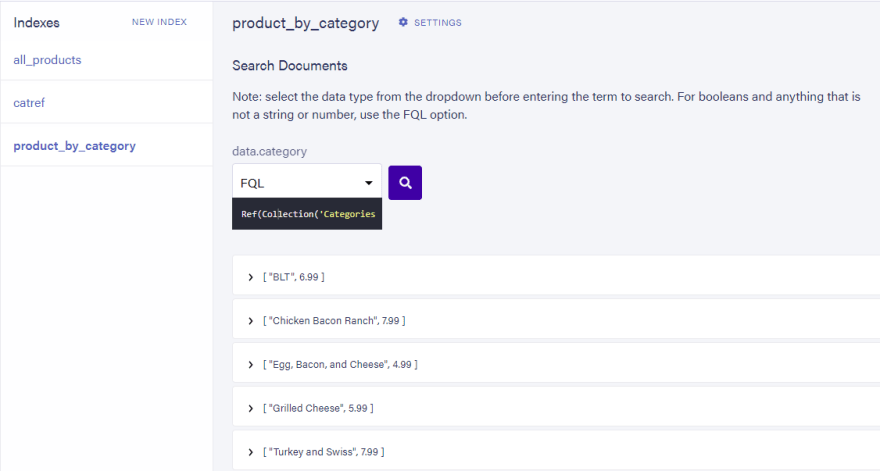 Indexes NEW INDEX
all_products
catref
product_by_category
product_by_category SETTINGS
Search Documents
Note: select the data type from the dropdown before entering the term to search. For booleans and anything that is
not a string or number, use the FQL option.
data.category
FQL
Ref(Collection('Categories
[ "BLT", 6.99 ]
[ "Chicken Bacon Ranch", 7.99 ]
[ "Egg, Bacon, and Cheese", 4.99 ]
[ "Grilled Cheese", 5.99 ]
[ "Turkey and Swiss", 7.99 ]